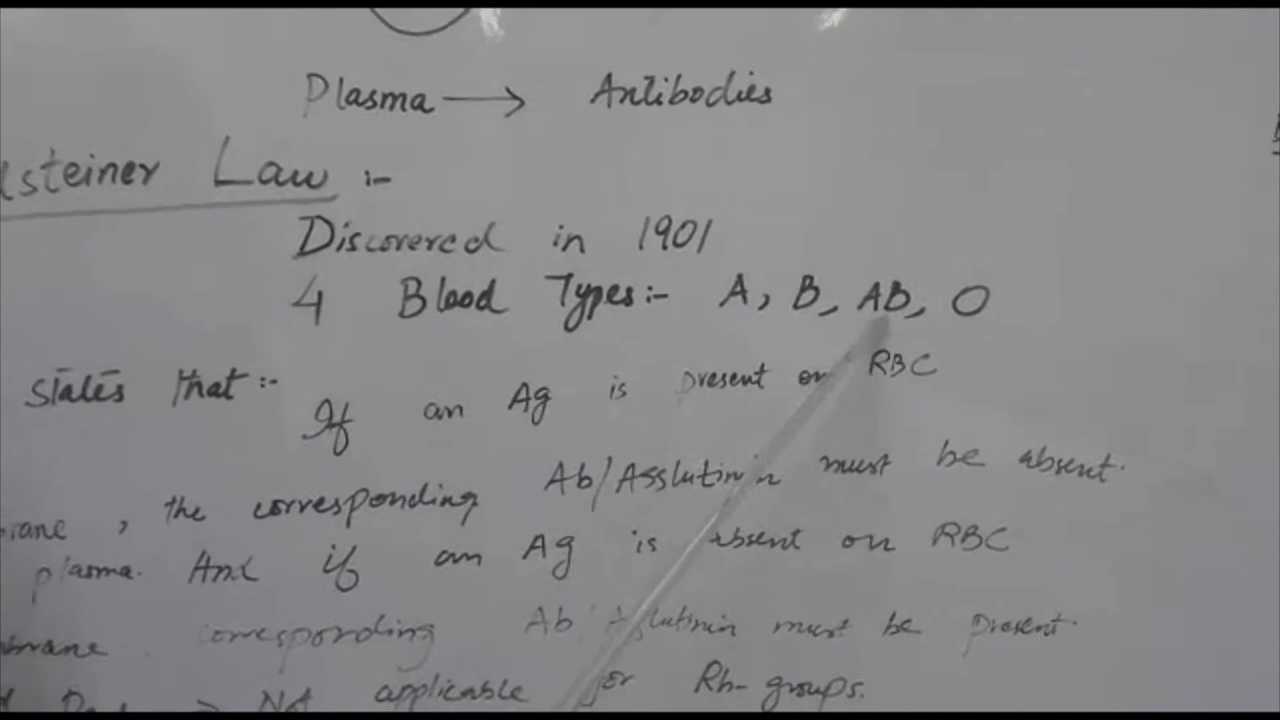 Plasma → Antibodies
steiner Law :-
Discovered in 1901
4 Blood Types:- A, B, AB, O
States that :-
If an Ag is present on RBC
rane, the corresponding Ab/Agglutinin must be absent.
plasma. And if an Ag is absent on RBC
mbrane corresponding Ab/Agglutinin must be present.
→ Not applicable for Rh-groups.